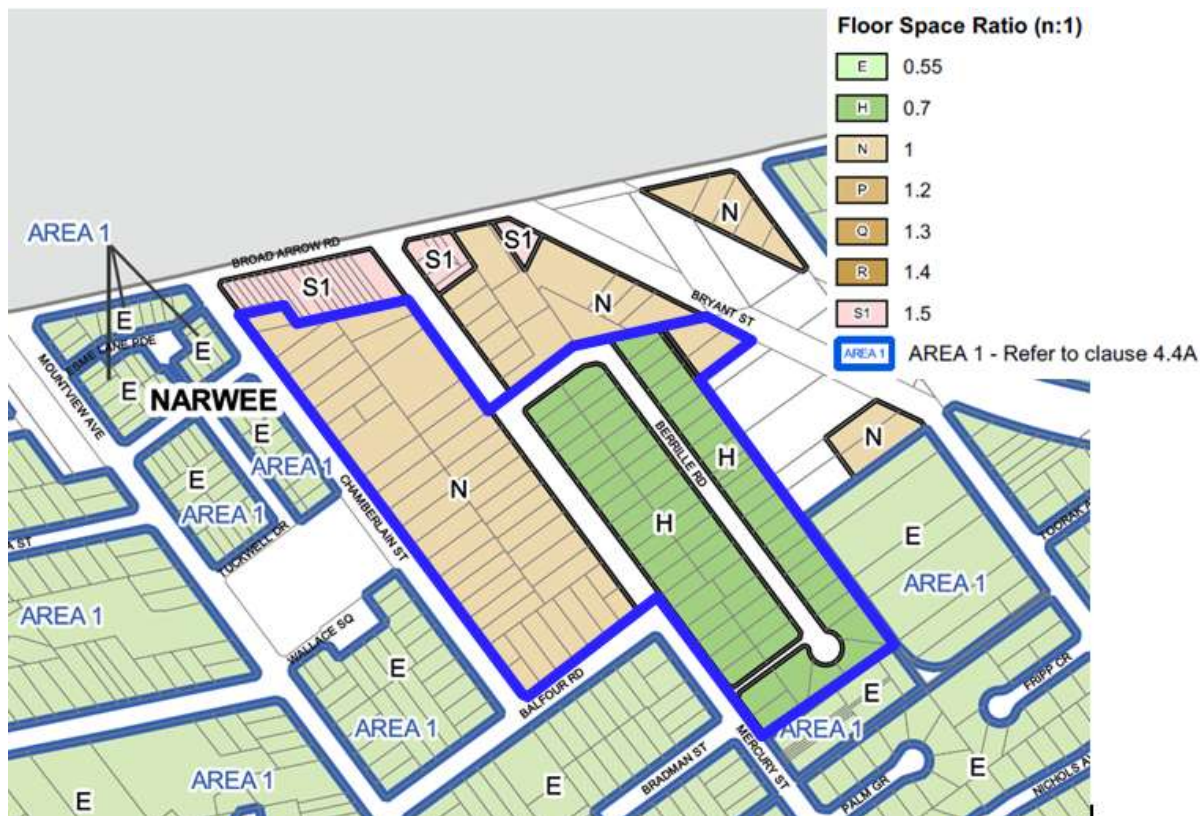 Floor Space Ratio (n:1)
E 0.55
H 0.7
N 1
P 1.2
Q 1.3
R 1.4
S1 1.5
AREA 1 AREA 1 - Refer to clause 4.4A
AREA 1
BROAD ARROW RD
S1
S1
S1
N
N
BRYANT ST
E
E
E
MOUNTVIEW AVE
LANE PDE
NARWEE
E
AREA 1
E
AREA 1
TUCKWELL DR
CHAMBERLAIN ST
N
H
BERRILLE RD
H
N
E
AREA 1
ST
AREA 1
WALLACE SQ
E
AREA 1
BALFOUR RD
E
AREA 1
MERCURY ST
BRADMAN ST
FRIPP CR
PALM GR
E
NICHOLS
AREA 1
E
E